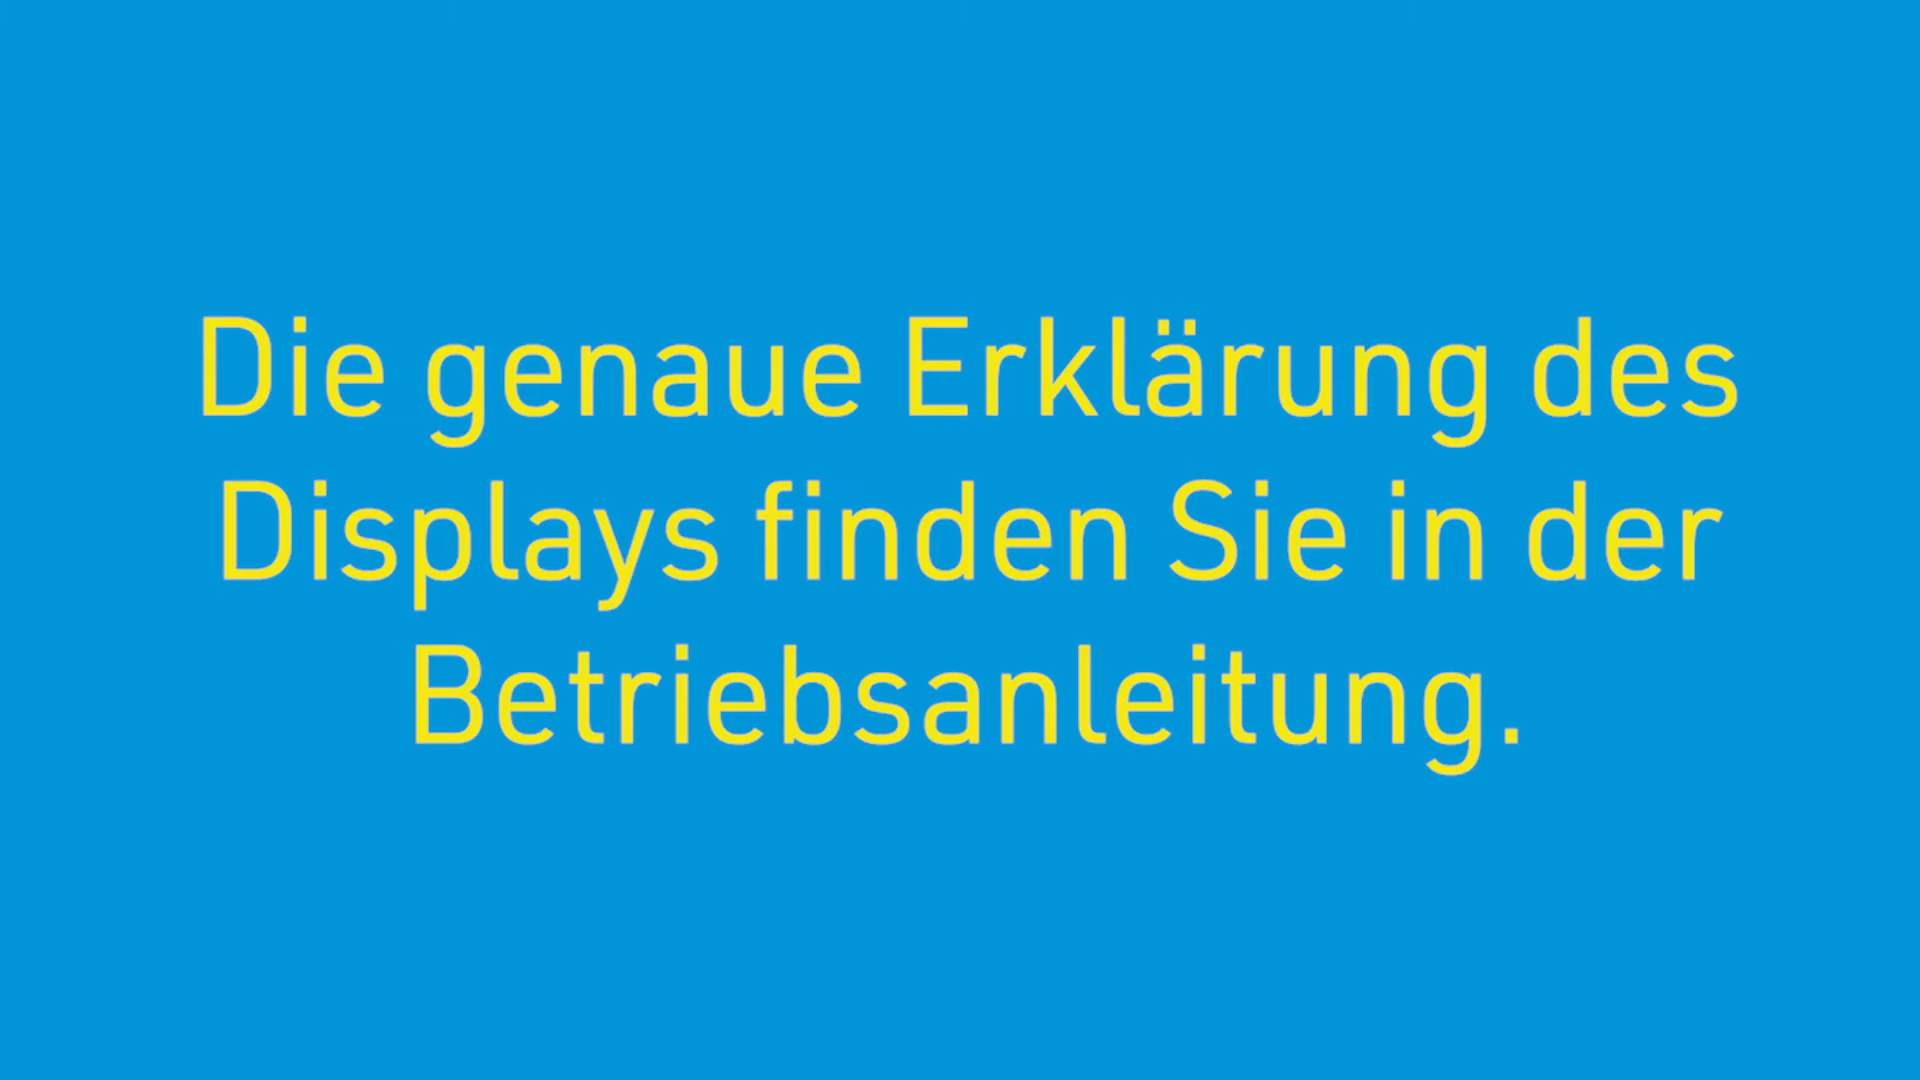 Die genaue Erklärung des
Displays finden Sie in der
Betriebsanleitung.